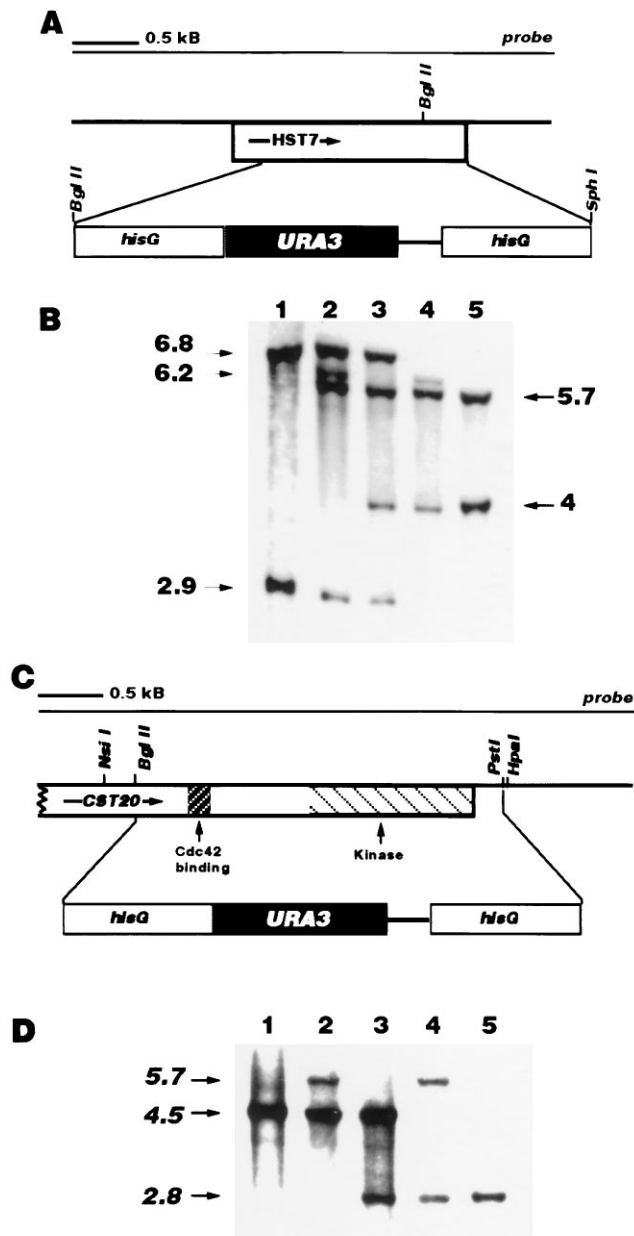 A
0.5 kB
probe
Bgl II
HST7
Bgl II
Sph I
hisG
URA3
hisG
B
1 2 3 4 5
6.8
6.2
5.7
4
2.9
C
0.5 kB
probe
Nsi I
Bgl II
PstI
HpaI
CST20
Cdc42
binding
Kinase
hisG
URA3
hisG
D
1 2 3 4 5
5.7
4.5
2.8